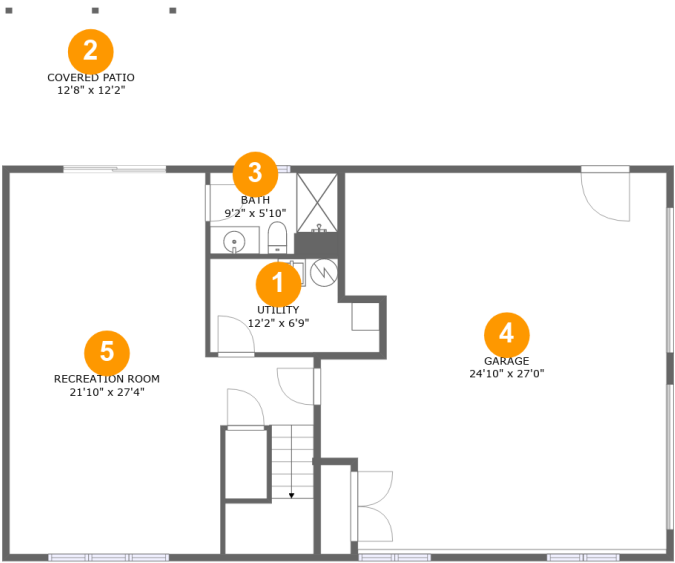 2
COVERED PATIO
12'8" x 12'2"
3
BATH
9'2" x 5'10"
1
UTILITY
12'2" x 6'9"
4
GARAGE
24'10" x 27'0"
5
RECREATION ROOM
21'10" x 27'4"